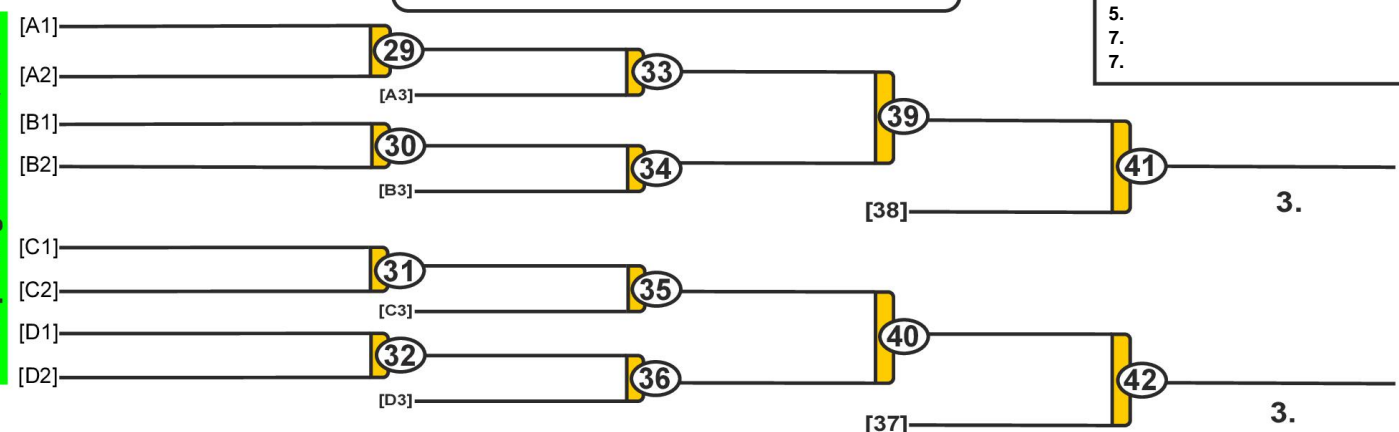 5.
7.
7.
[A1]
29
[A2]
33
[A3]
39
[B1]
30
[B2]
34
41
[B3]
[38]
3.
[C1]
31
[C2]
35
[C3]
40
[D1]
32
[D2]
36
42
[D3]
[37]
3.